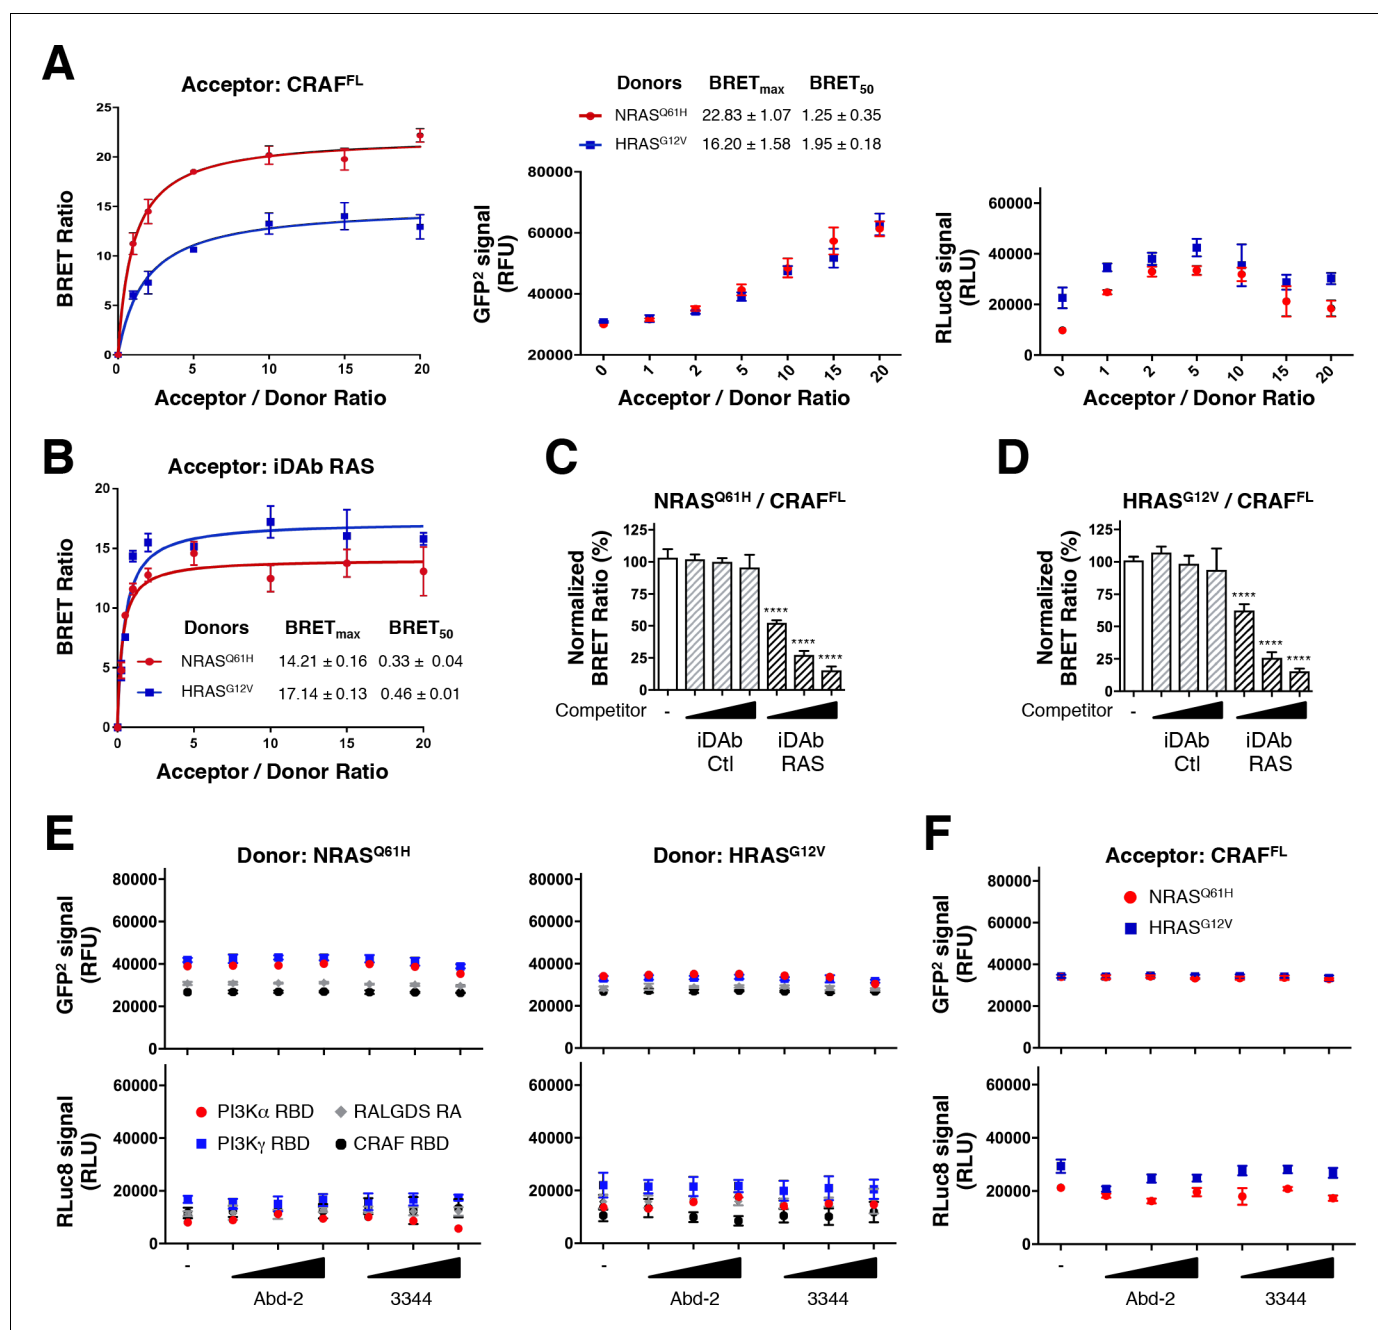 A
Acceptor: CRAF^FL
BRET Ratio
25
20
15
10
5
0
0 5 10 15 20
Acceptor / Donor Ratio
Donors BRET_max BRET_50
NRAS^Q61H 22.83 ± 1.07 1.25 ± 0.35
HRAS^G12V 16.20 ± 1.58 1.95 ± 0.18
GFP² signal
(RFU)
80000
60000
40000
20000
0 1 2 5 10 15 20
Acceptor / Donor Ratio
RLuc8 signal
(RLU)
60000
40000
20000
0
0 1 2 5 10 15 20
Acceptor / Donor Ratio
B
Acceptor: iDAb RAS
BRET Ratio
20
15
10
5
0
Donors BRET_max BRET_50
NRAS^Q61H 14.21 ± 0.16 0.33 ± 0.04
HRAS^G12V 17.14 ± 0.13 0.46 ± 0.01
0 5 10 15 20
Acceptor / Donor Ratio
C
NRAS^Q61H / CRAF^FL
Normalized
BRET Ratio (%)
125
100
75
50
25
0
**** **** ****
Competitor -
iDAb
Ctl
iDAb
RAS
D
HRAS^G12V / CRAF^FL
Normalized
BRET Ratio (%)
125
100
75
50
25
0
**** **** ****
Competitor -
iDAb
Ctl
iDAb
RAS
E
Donor: NRAS^Q61H
GFP² signal
(RFU)
80000
60000
40000
20000
0
RLuc8 signal
(RLU)
60000
40000
20000
0
PI3Kα RBD RALGDS RA
PI3Kγ RBD CRAF RBD
- Abd-2 3344
Donor: HRAS^G12V
80000
60000
40000
20000
0
60000
40000
20000
0
- Abd-2 3344
F
Acceptor: CRAF^FL
GFP² signal
(RFU)
80000
60000
40000
20000
0
NRAS^Q61H
HRAS^G12V
RLuc8 signal
(RLU)
60000
40000
20000
0
- Abd-2 3344